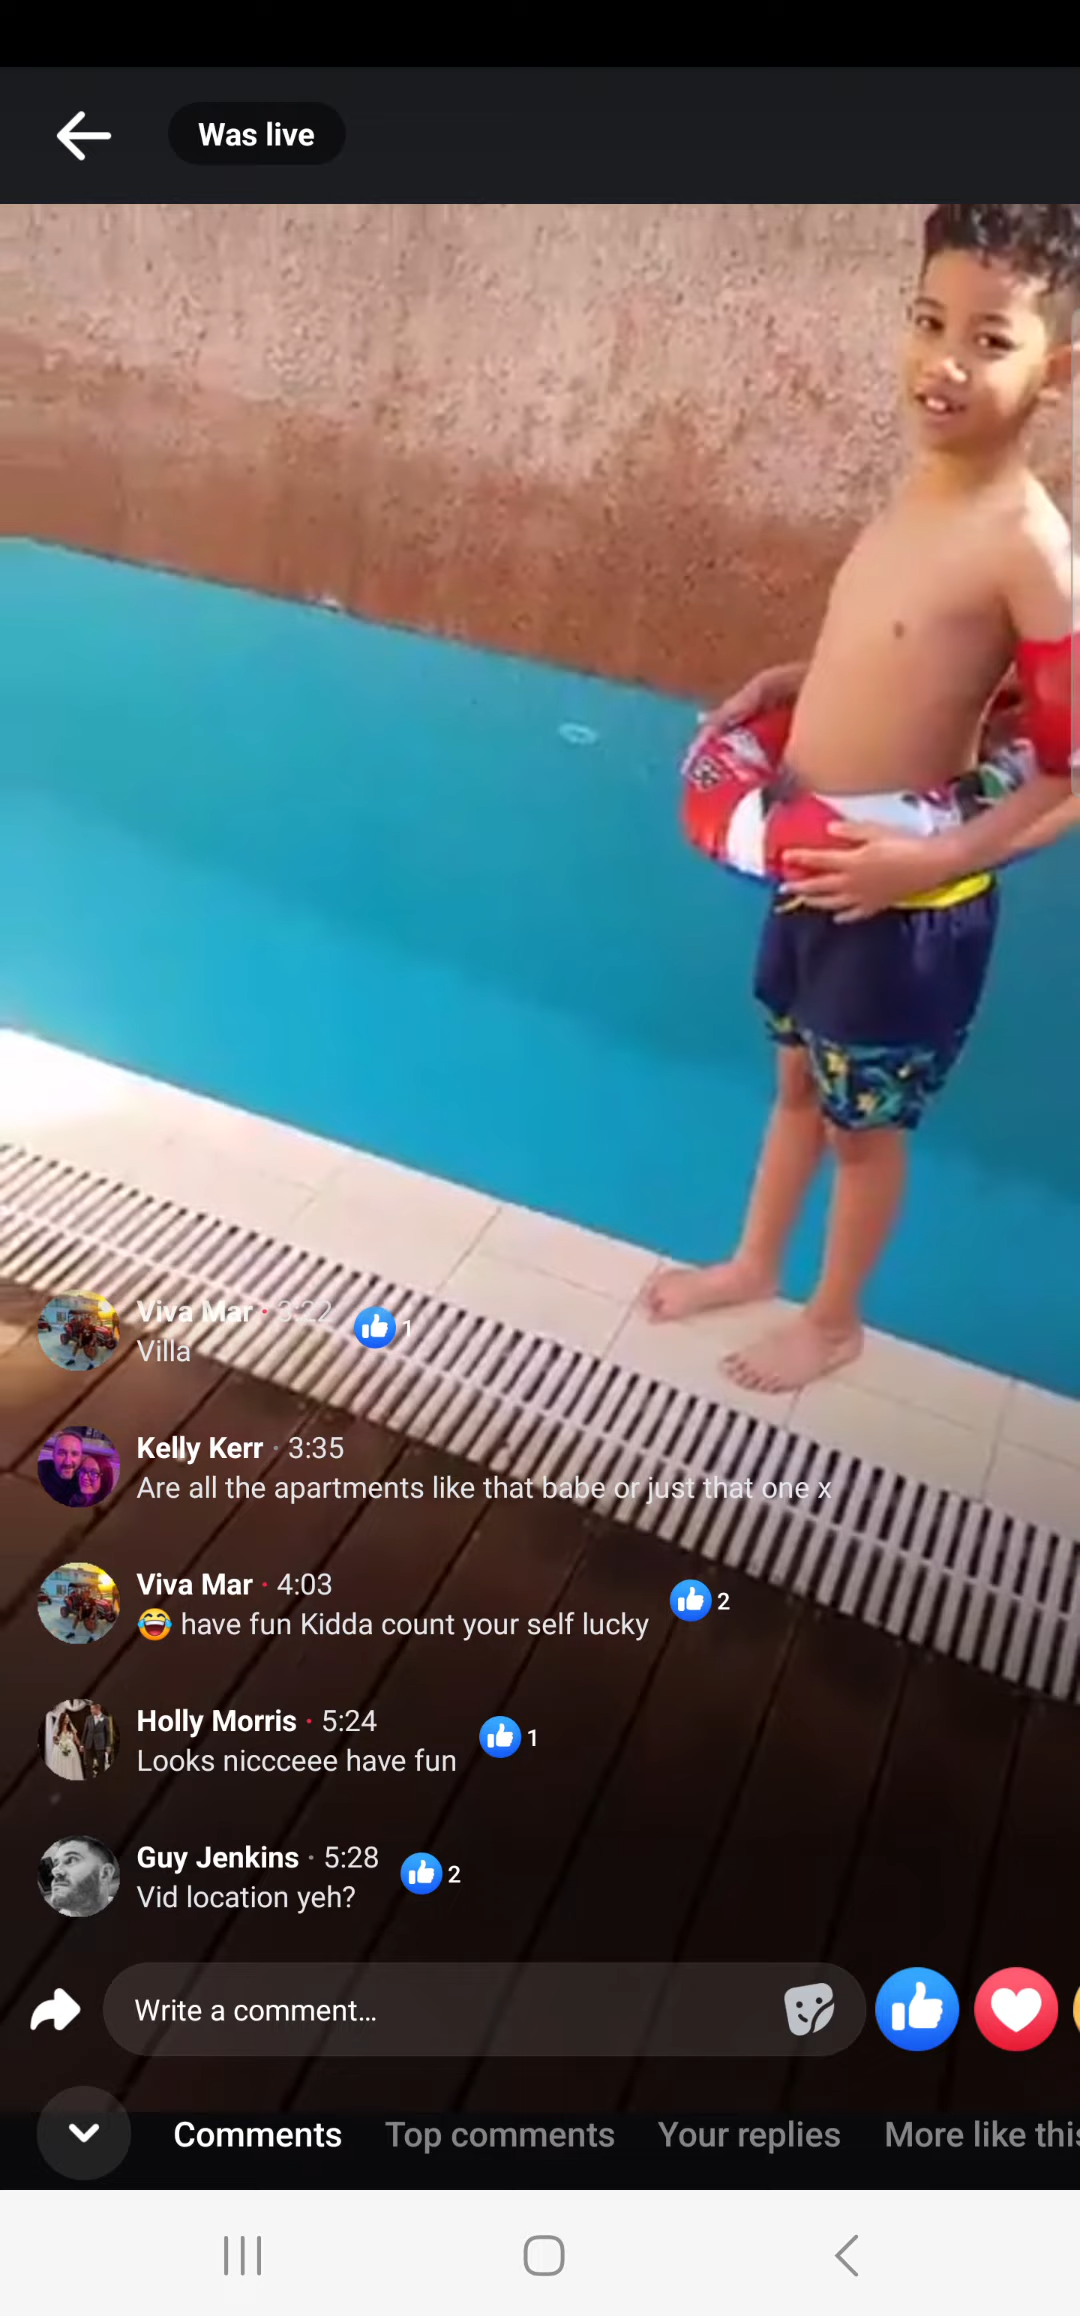 Was live
Viva Mar · 3:22
1
Villa
Kelly Kerr · 3:35
Are all the apartments like that babe or just that one x
Viva Mar · 4:03
2
😂 have fun Kidda count your self lucky
Holly Morris · 5:24
1
Looks niccceee have fun
Guy Jenkins · 5:28
2
Vid location yeh?
Write a comment...
Comments Top comments Your replies More like this